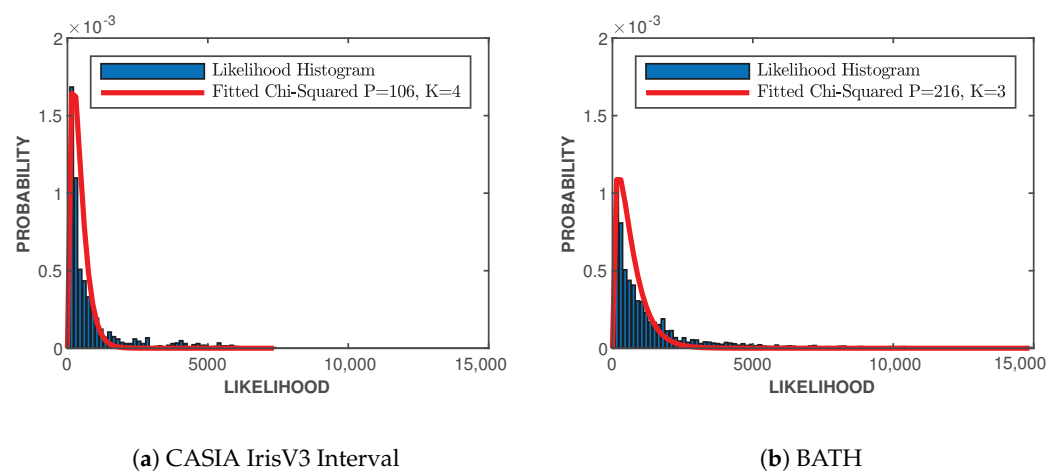 ×10⁻³
2
1.5
1
0.5
0
PROBABILITY
Likelihood Histogram
Fitted Chi-Squared P=106, K=4
0 5000 10,000 15,000
LIKELIHOOD
(a) CASIA IrisV3 Interval
×10⁻³
2
1.5
1
0.5
0
PROBABILITY
Likelihood Histogram
Fitted Chi-Squared P=216, K=3
0 5000 10,000 15,000
LIKELIHOOD
(b) BATH